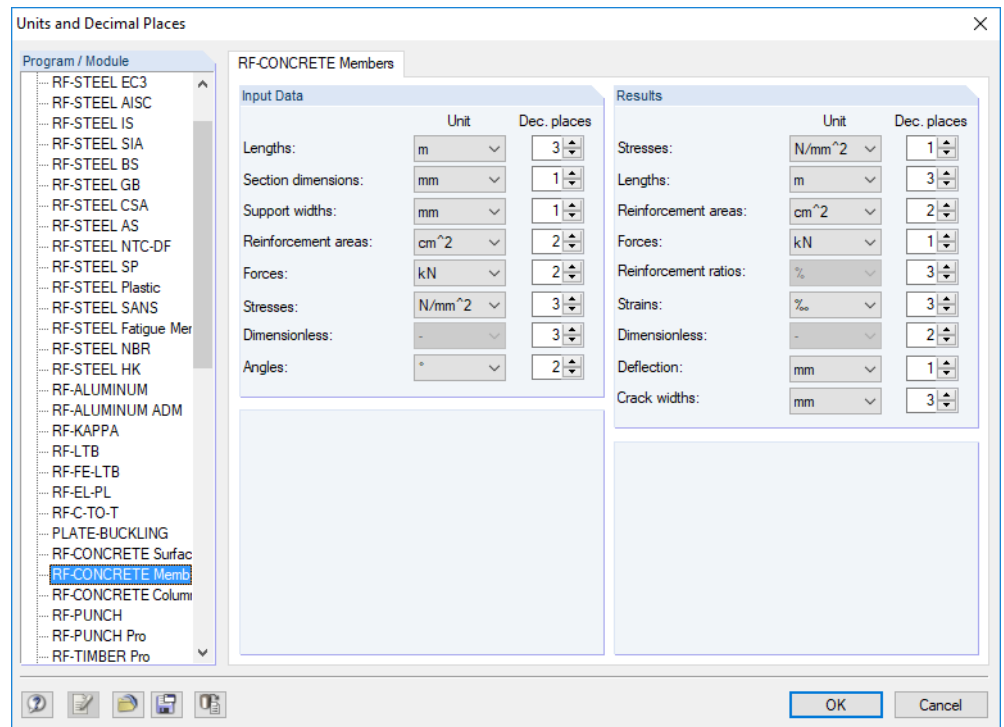 Units and Decimal Places
Program / Module
RF-STEEL EC3
RF-STEEL AISC
RF-STEEL IS
RF-STEEL SIA
RF-STEEL BS
RF-STEEL GB
RF-STEEL CSA
RF-STEEL AS
RF-STEEL NTC-DF
RF-STEEL SP
RF-STEEL Plastic
RF-STEEL SANS
RF-STEEL Fatigue Mer
RF-STEEL NBR
RF-STEEL HK
RF-ALUMINUM
RF-ALUMINUM ADM
RF-KAPPA
RF-LTB
RF-FE-LTB
RF-EL-PL
RF-C-TO-T
PLATE-BUCKLING
RF-CONCRETE Surfac
RF-CONCRETE Memb
RF-CONCRETE Colum
RF-PUNCH
RF-PUNCH Pro
RF-TIMBER Pro
RF-CONCRETE Members
Input Data
Unit Dec. places
Lengths: m 3
Section dimensions: mm 1
Support widths: mm 1
Reinforcement areas: cm^2 2
Forces: kN 2
Stresses: N/mm^2 3
Dimensionless: - 3
Angles: ° 2
Results
Unit Dec. places
Stresses: N/mm^2 1
Lengths: m 3
Reinforcement areas: cm^2 2
Forces: kN 1
Reinforcement ratios: % 3
Strains: ‰ 3
Dimensionless: - 2
Deflection: mm 1
Crack widths: mm 3
OK Cancel